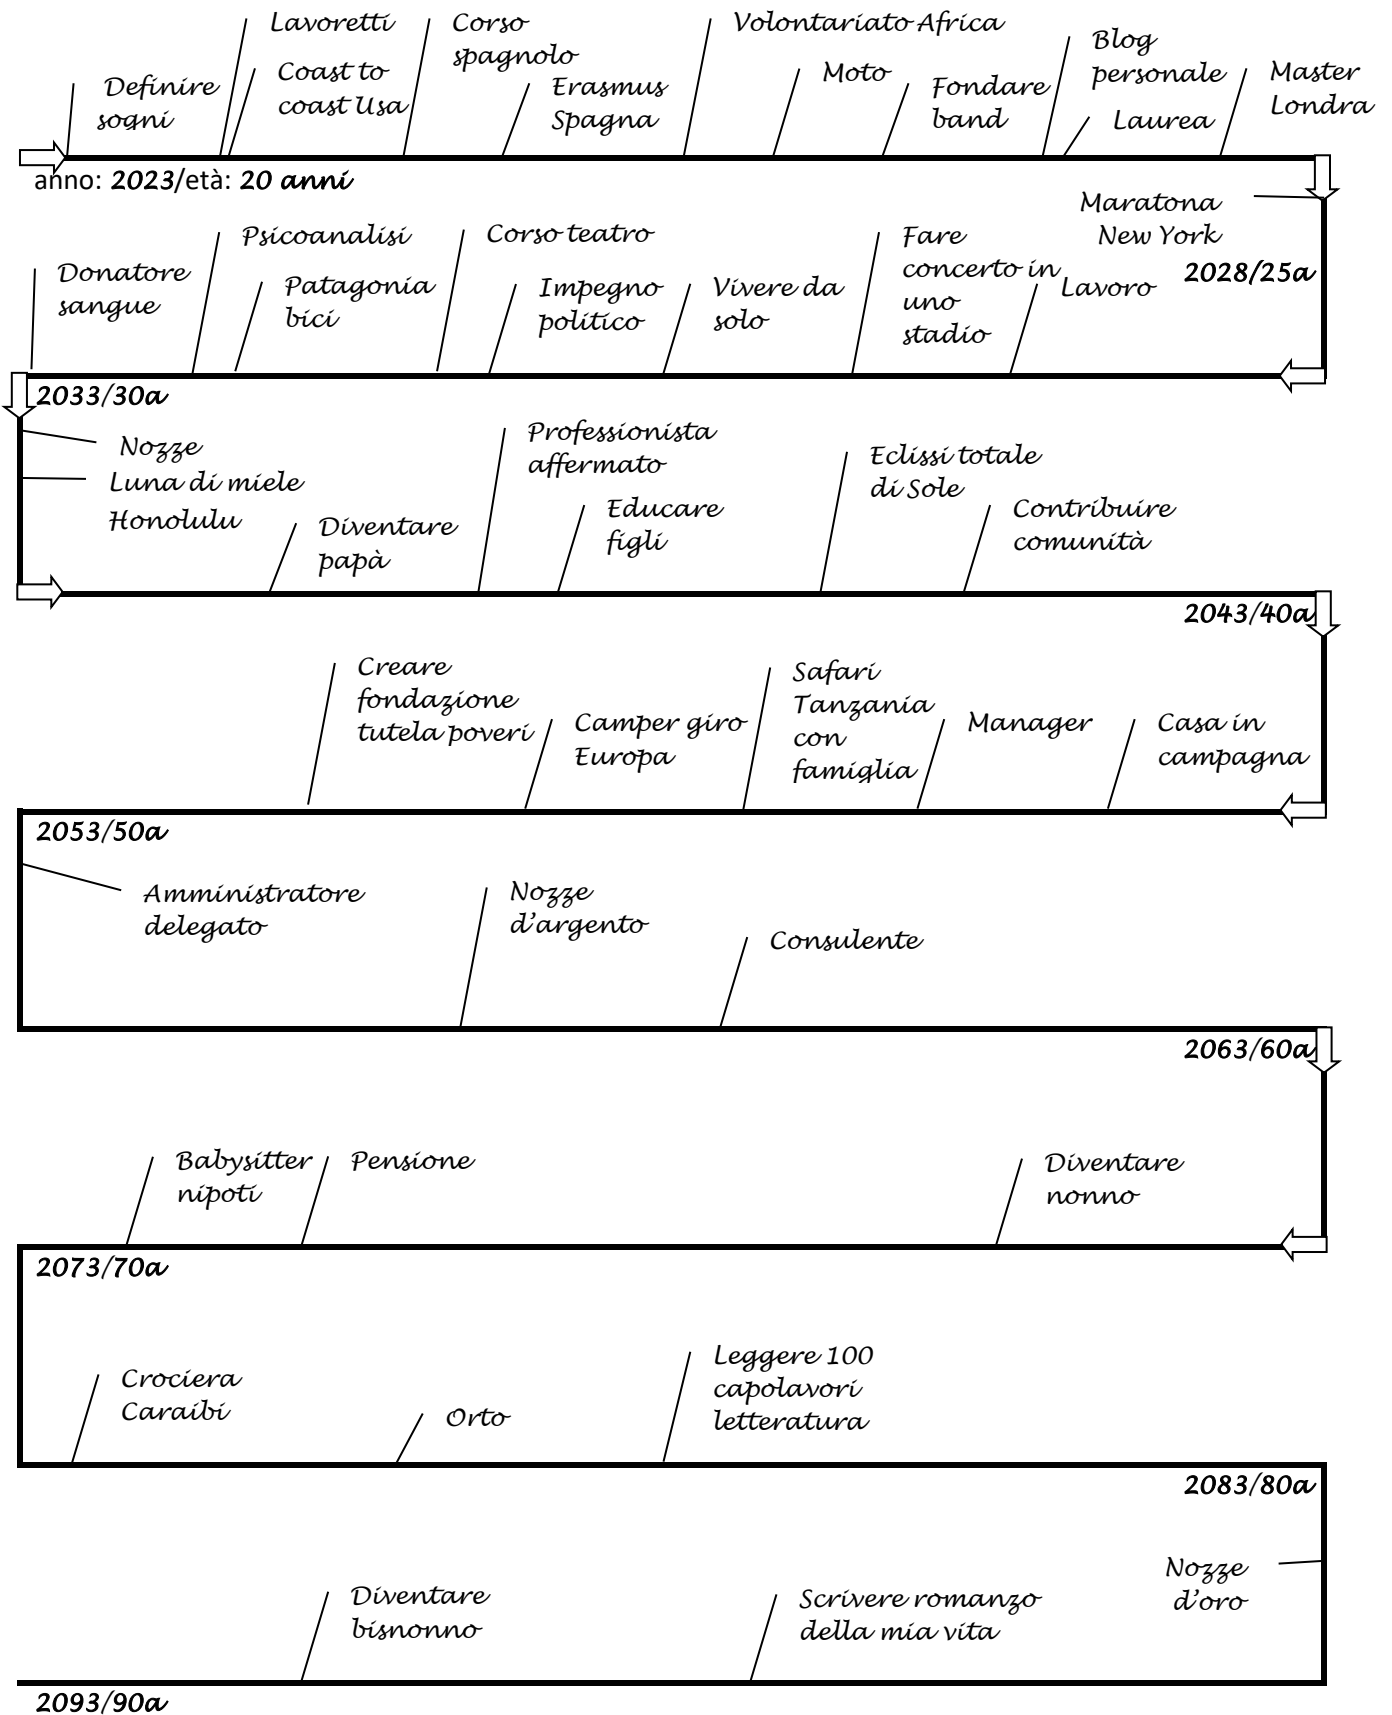 Lavoretti
Corso
spagnolo
Volontariato Africa
Blog
personale
Definire
sogni
Coast to
coast Usa
Erasmus
Spagna
Moto
Fondare
band
Laurea
Master
Londra
anno: 2023/età: 20 anni
Maratona
New York
2028/25a
Donatore
sangue
Psicoanalisi
Patagonia
bici
Corso teatro
Impegno
politico
Vivere da
solo
Fare
concerto in
uno
stadio
Lavoro
2033/30a
Nozze
Luna di miele
Honolulu
Diventare
papà
Professionista
affermato
Educare
figli
Eclissi totale
di Sole
Contribuire
comunità
2043/40a
Creare
fondazione
tutela poveri
Camper giro
Europa
Safari
Tanzania
con
famiglia
Manager
Casa in
campagna
2053/50a
Amministratore
delegato
Nozze
d’argento
Consulente
2063/60a
Babysitter
nipoti
Pensione
Diventare
nonno
2073/70a
Crociera
Caraibi
Orto
Leggere 100
capolavori
letteratura
2083/80a
Nozze
d’oro
Diventare
bisnonno
Scrivere romanzo
della mia vita
2093/90a